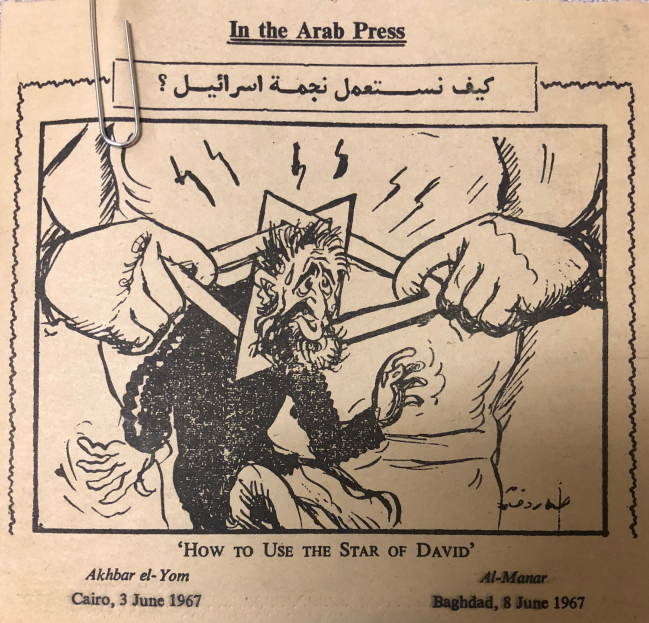 In the Arab Press
كيف نستعمل نجمة اسرائيل ؟
'HOW TO USE THE STAR OF DAVID'
Akhbar el-Yom Al-Manar
Cairo, 3 June 1967 Baghdad, 8 June 1967